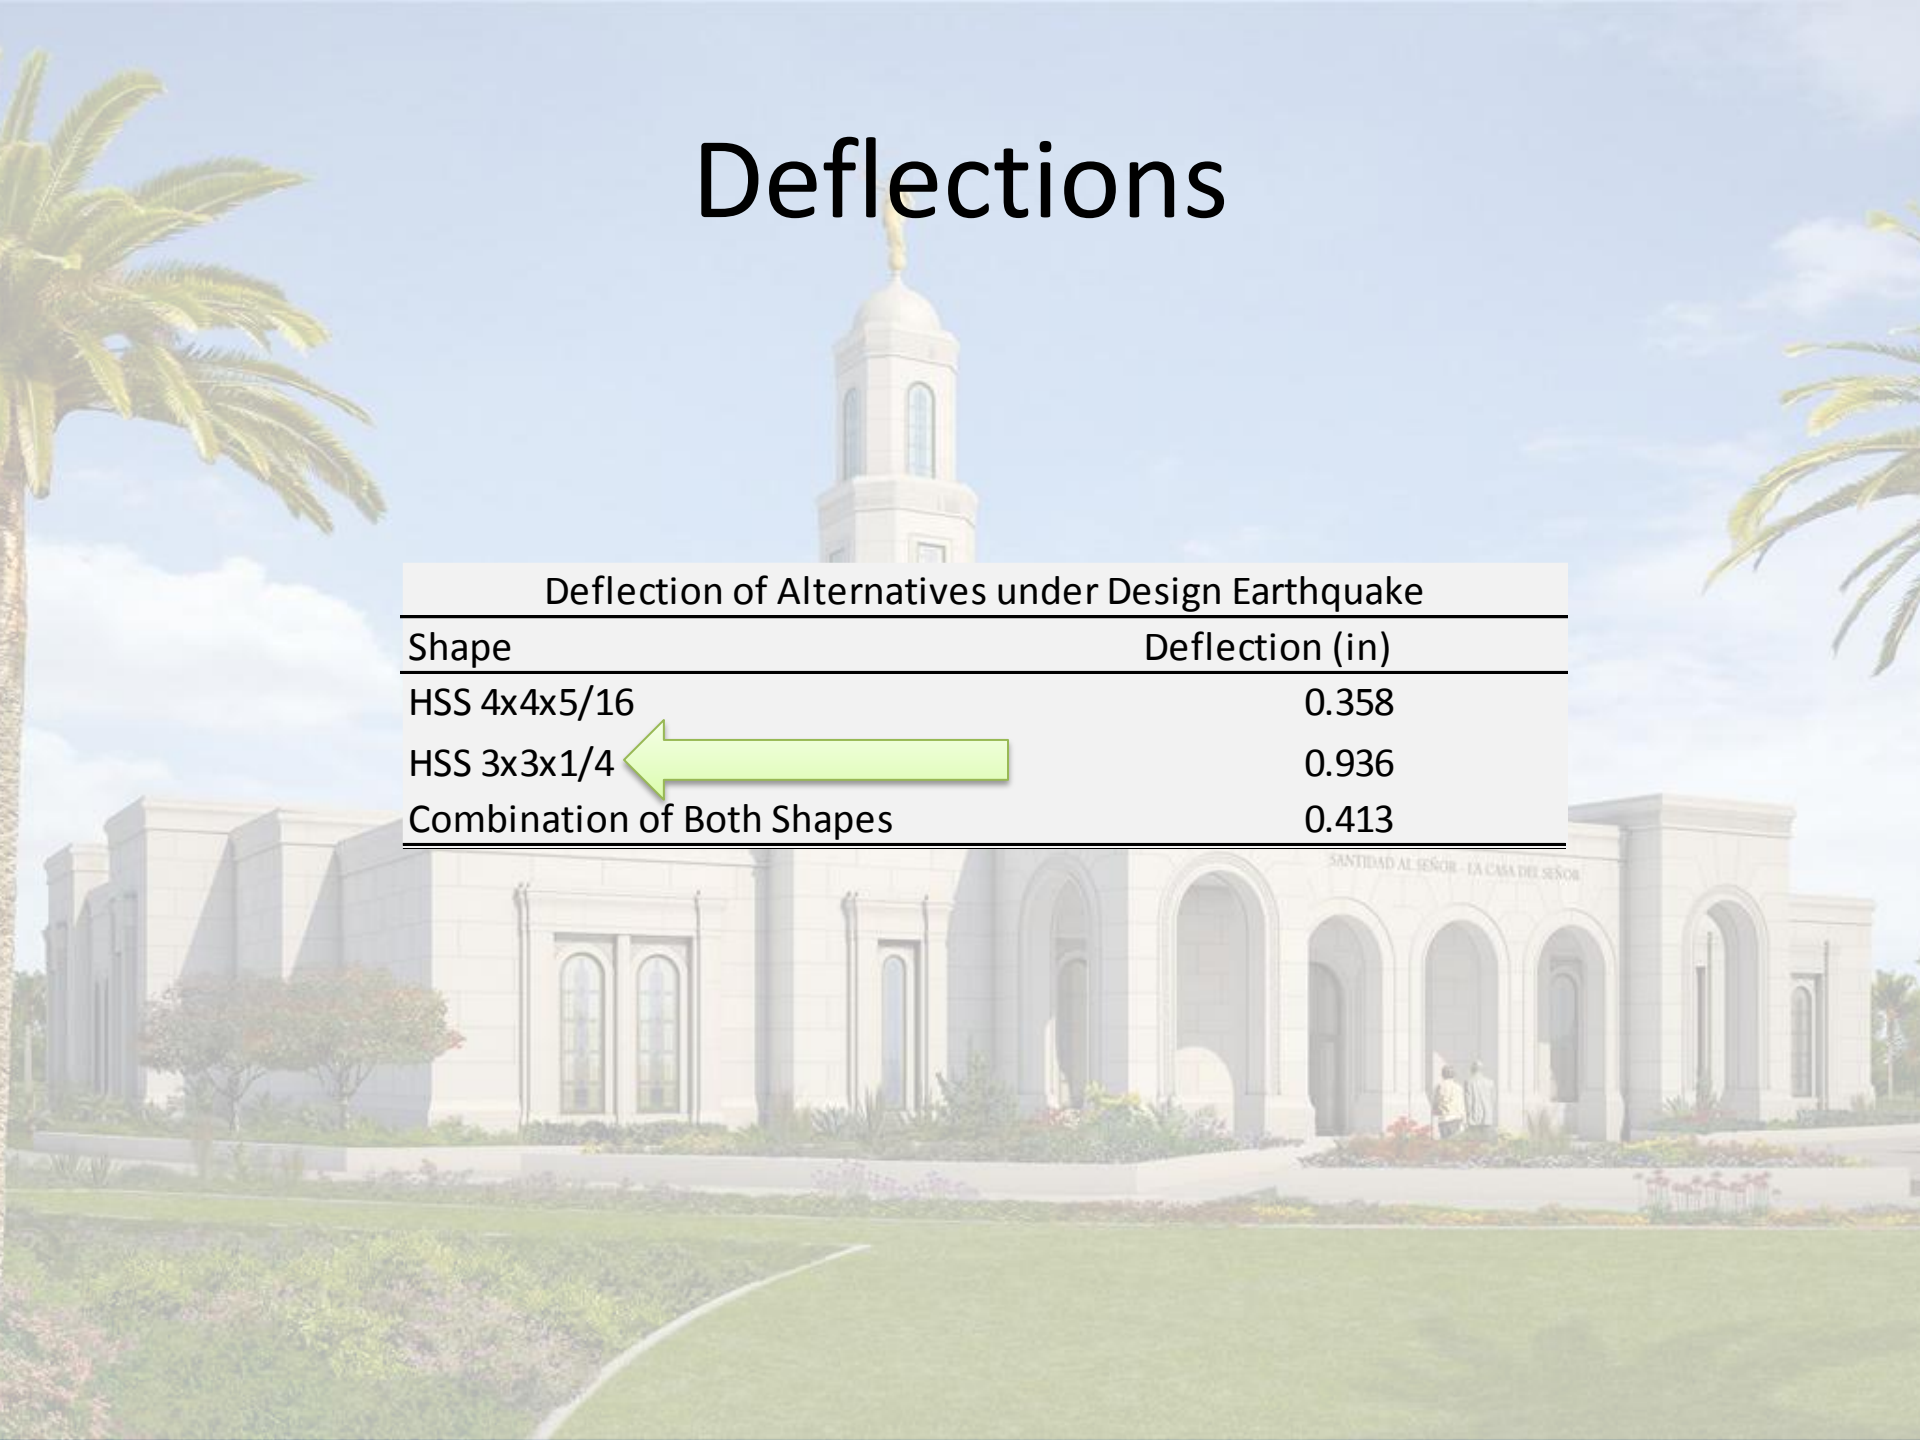 Deflections
Deflection of Alternatives under Design Earthquake
Shape Deflection (in)
HSS 4x4x5/16 0.358
HSS 3x3x1/4 0.936
Combination of Both Shapes 0.413
SANTIDAD AL SEÑOR - LA CASA DEL SEÑOR